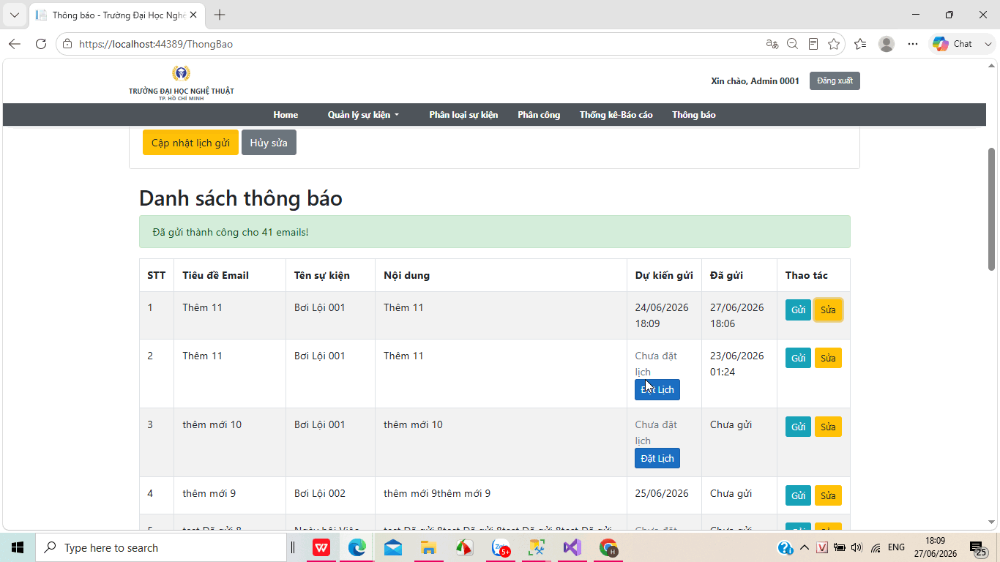 Thông báo - Trường Đại Học Nghệ
https://localhost:44389/ThongBao
Chat
TRƯỜNG ĐẠI HỌC NGHỆ THUẬT
TP. HỒ CHÍ MINH
Xin chào, Admin 0001
Đăng xuất
Home
Quản lý sự kiện
Phân loại sự kiện
Phân công
Thống kê-Báo cáo
Thông báo
Cập nhật lịch gửi
Hủy sửa
Danh sách thông báo
Đã gửi thành công cho 41 emails!
STT Tiêu đề Email Tên sự kiện Nội dung Dự kiến gửi Đã gửi Thao tác
1 Thêm 11 Bơi Lội 001 Thêm 11 24/06/2026 27/06/2026 Gửi Sửa
18:09 18:06
2 Thêm 11 Bơi Lội 001 Thêm 11 Chưa đặt 23/06/2026 Gửi Sửa
lịch 01:24
Đặt Lịch
3 thêm mới 10 Bơi Lội 001 thêm mới 10 Chưa đặt Chưa gửi Gửi Sửa
lịch
Đặt Lịch
4 thêm mới 9 Bơi Lội 002 thêm mới 9thêm mới 9 25/06/2026 Chưa gửi Gửi Sửa
Type here to search
5+
ENG
18:09
27/06/2026
25